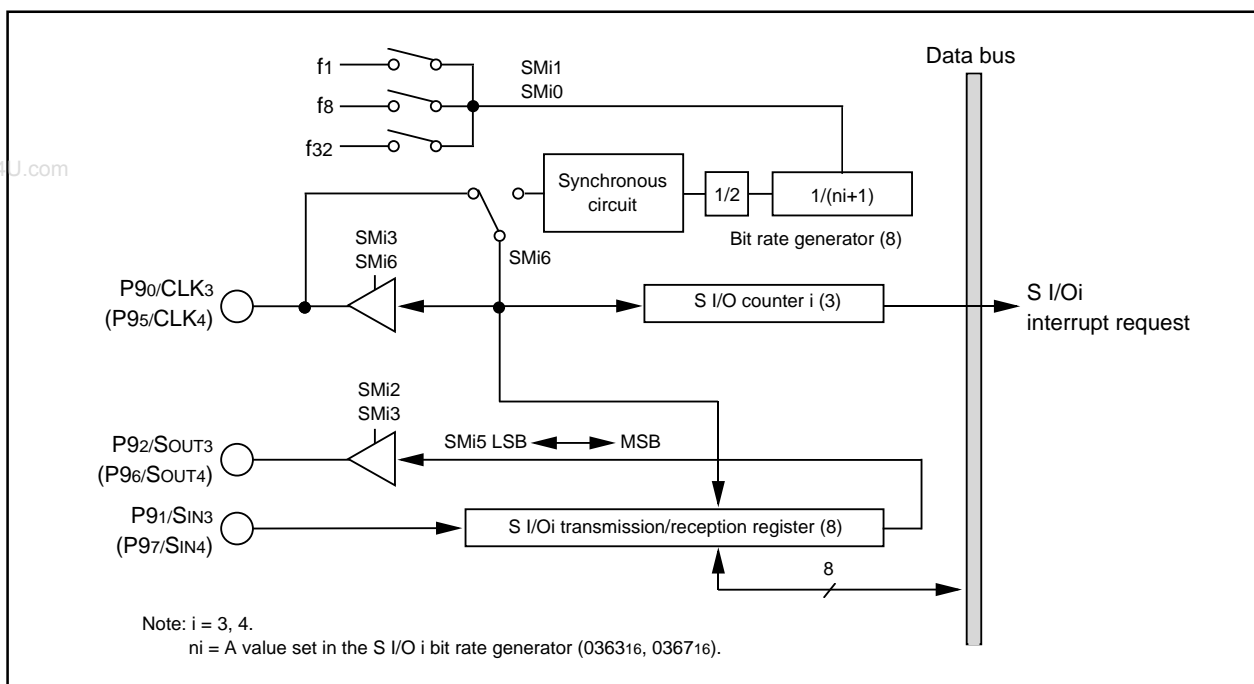 Data bus
f1
SMi1
SMi0
f8
f32
4U.com
Synchronous
circuit
1/2
1/(ni+1)
Bit rate generator (8)
SMi6
SMi3
SMi6
P90/CLK3
(P95/CLK4)
S I/O counter i (3)
S I/Oi
interrupt request
SMi2
SMi3
SMi5 LSB
MSB
P92/SOUT3
(P96/SOUT4)
P91/SIN3
(P97/SIN4)
S I/Oi transmission/reception register (8)
8
Note: i = 3, 4.
ni = A value set in the S I/O i bit rate generator (036316, 036716).